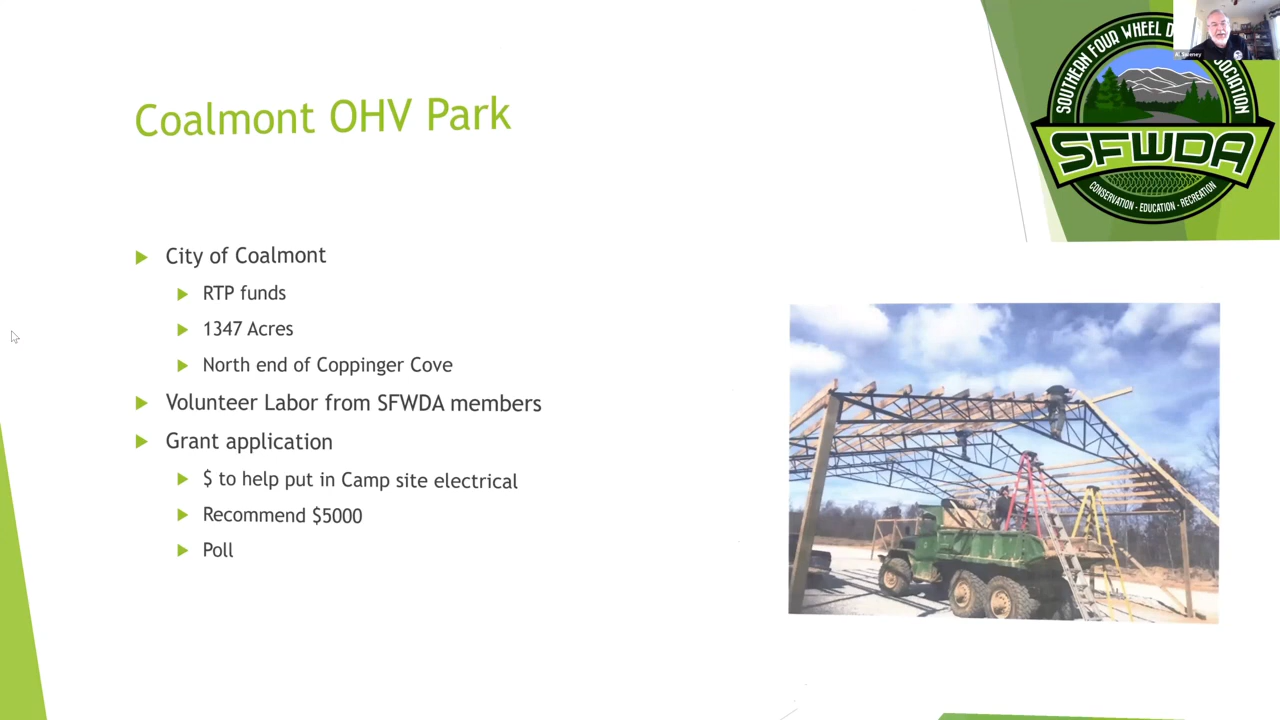 Coalmont OHV Park
City of Coalmont
RTP funds
1347 Acres
North end of Coppinger Cove
Volunteer Labor from SFWDA members
Grant application
$ to help put in Camp site electrical
Recommend $5000
Poll
SOUTHERN FOUR WHEEL
SFWDA
CONSERVATION - EDUCATION - RECREATION